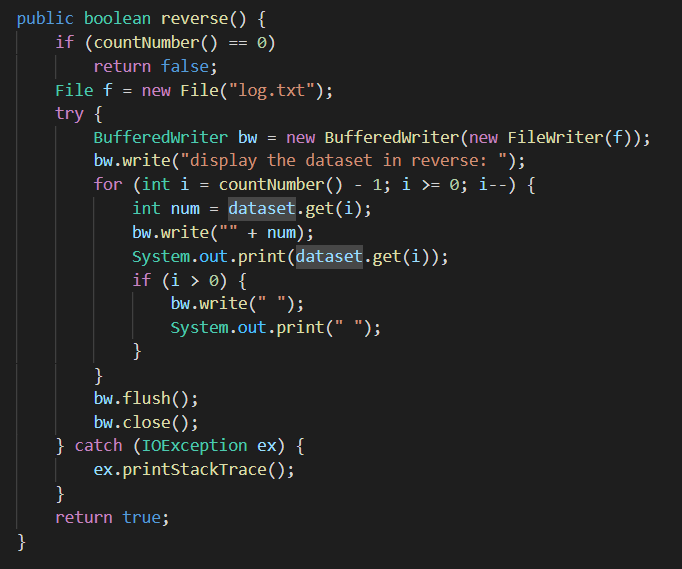 public boolean reverse() {
    if (countNumber() == 0)
        return false;
    File f = new File("log.txt");
    try {
        BufferedWriter bw = new BufferedWriter(new FileWriter(f));
        bw.write("display the dataset in reverse: ");
        for (int i = countNumber() - 1; i >= 0; i--) {
            int num = dataset.get(i);
            bw.write("" + num);
            System.out.print(dataset.get(i));
            if (i > 0) {
                bw.write(" ");
                System.out.print(" ");
            }
        }
        bw.flush();
        bw.close();
    } catch (IOException ex) {
        ex.printStackTrace();
    }
    return true;
}